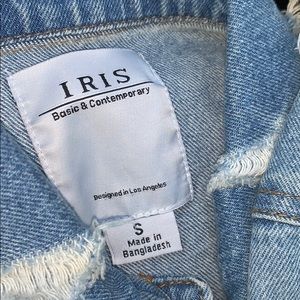 IRIS
Basic & Contemporary
Designed in Los Angeles
S
Made in
Bangladesh